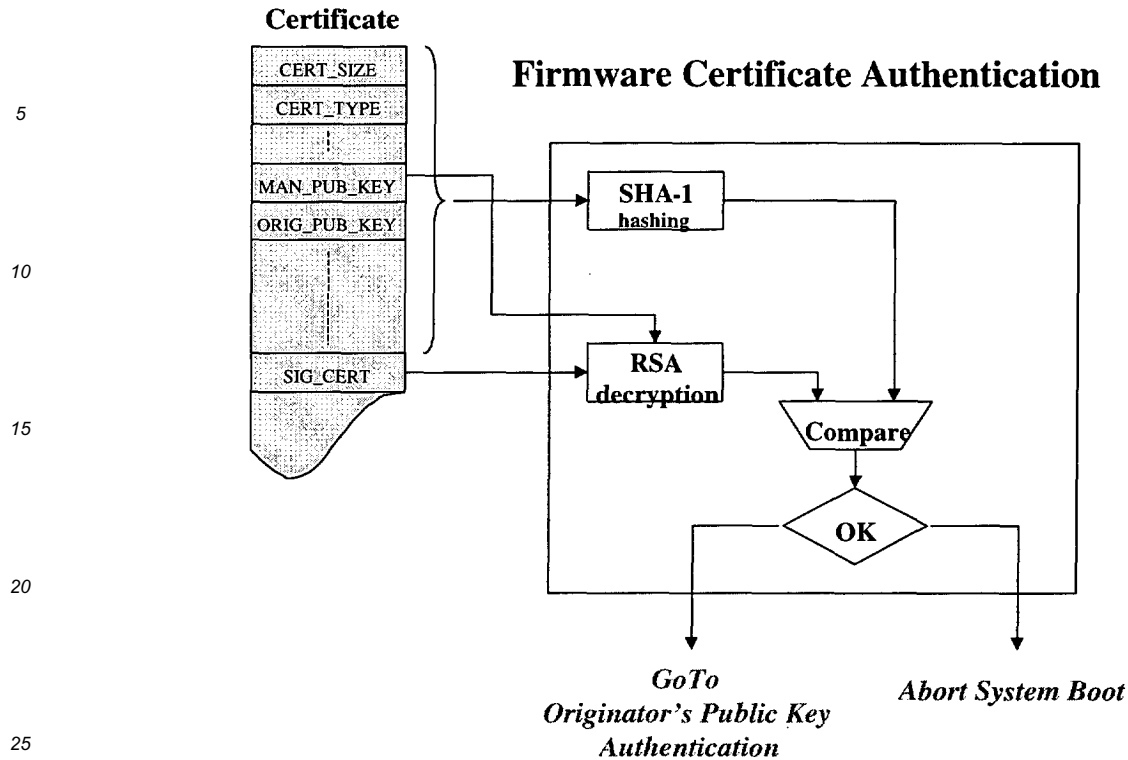 Certificate
Firmware Certificate Authentication
CERT_SIZE
5
CERT_TYPE
MAN_PUB_KEY
SHA-1
hashing
ORIG_PUB_KEY
10
SIG_CERT
RSA
decryption
15
Compare
OK
20
GoTo
Originator's Public Key
Authentication
Abort System Boot
25